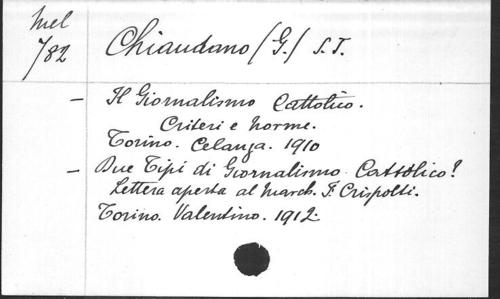 Mel
782
Chiaudano (G.) S.J.
- Il Giornalismo Cattolico.
Criteri e norme.
Torino. Celanza. 1910
- Due Tipi di Giornalismo Cattolico?
Lettera aperta al March. F. Crispolti.
Torino. Valentino. 1912.